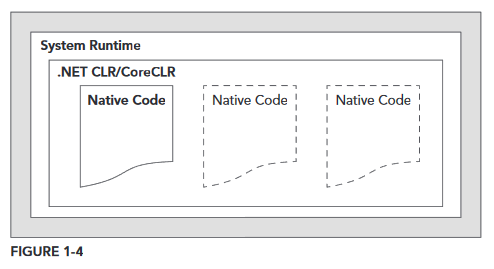 System Runtime
.NET CLR/CoreCLR
Native Code Native Code Native Code
FIGURE 1-4